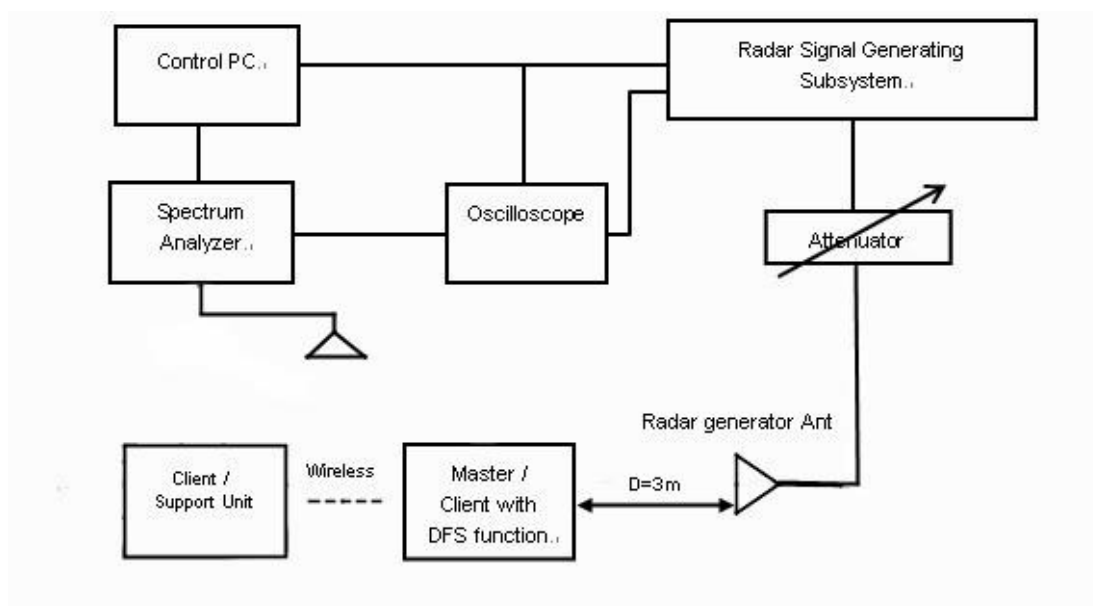 Control PC.
Radar Signal Generating
Subsystem.
Spectrum
Analyzer.
Oscilloscope
Attenuator
Radar generator Ant
Client /
Support Unit
Wireless
Master /
Client with
DFS function.
D=3m